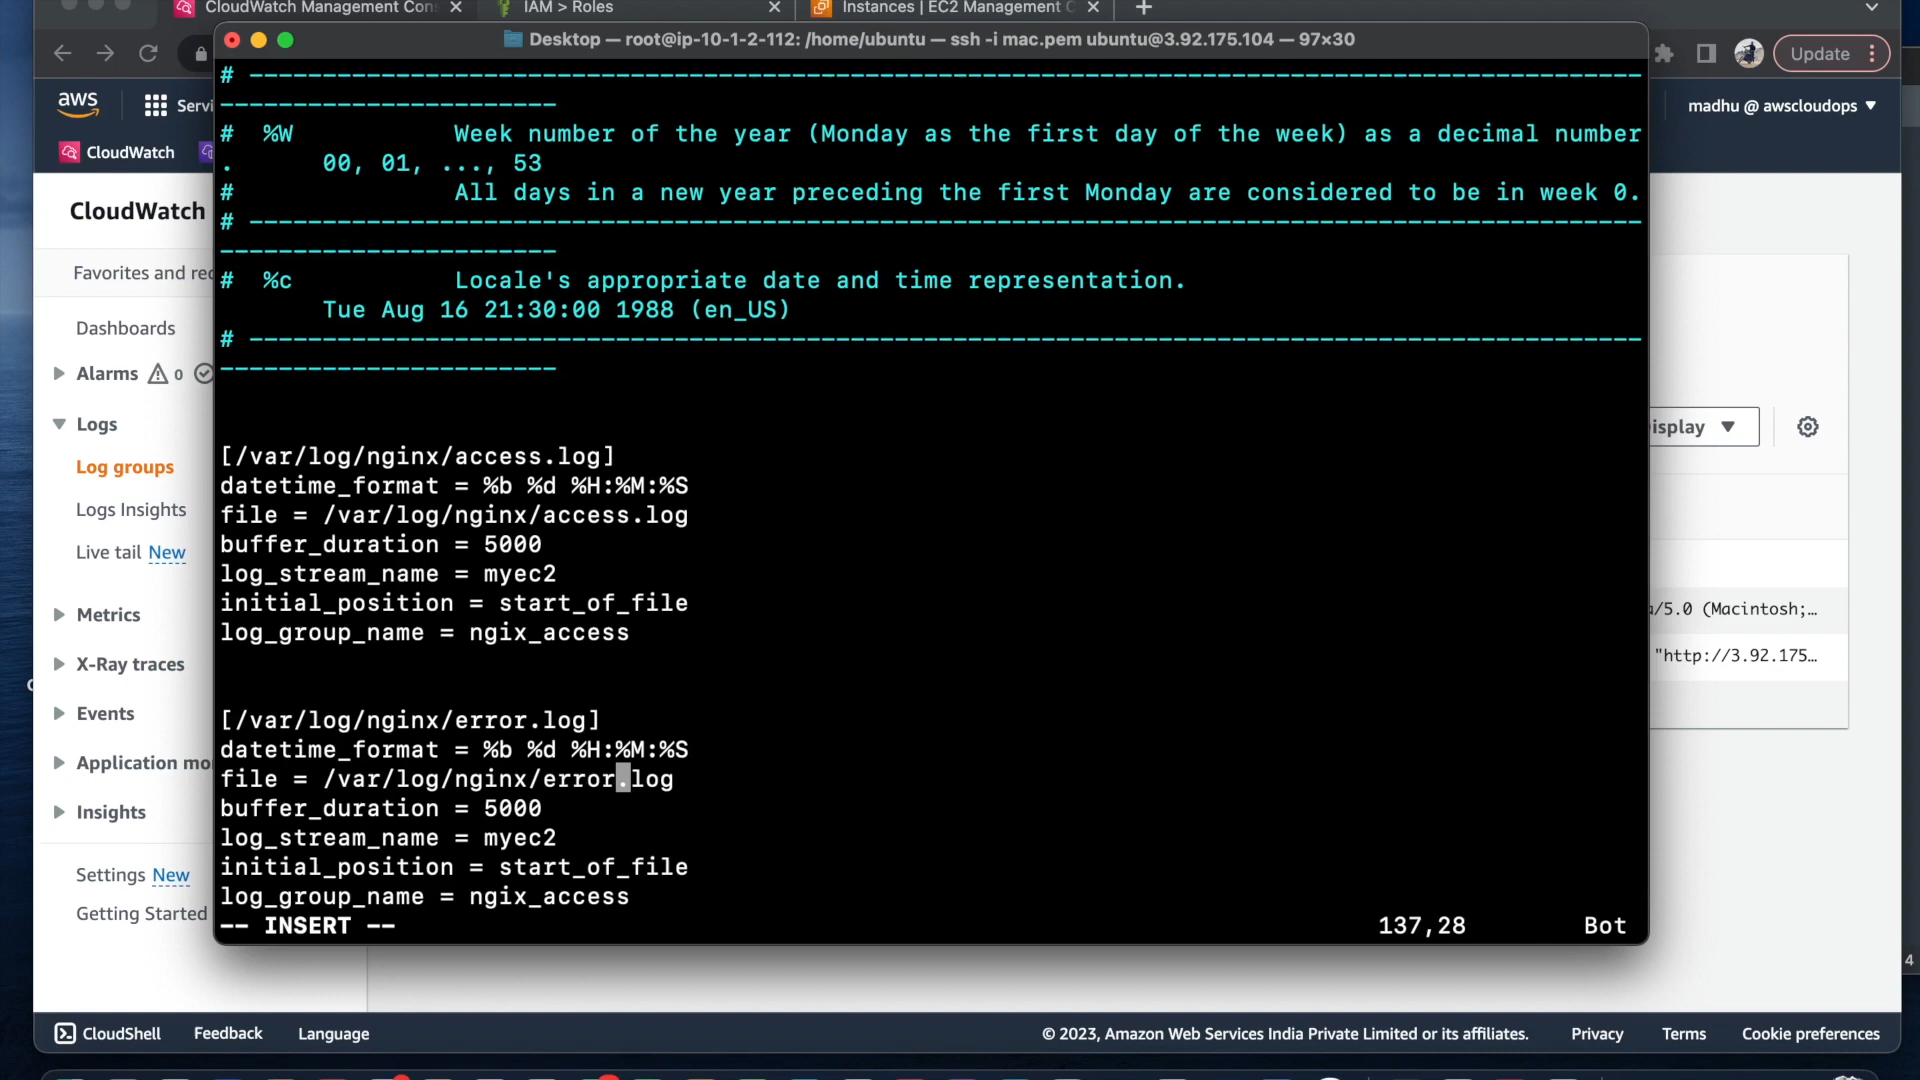 CloudWatch Management Con
IAM > Roles
Instances | EC2 Management C
Desktop — root@ip-10-1-2-112: /home/ubuntu — ssh -i mac.pem ubuntu@3.92.175.104 — 97×30
Update
aws
Servi
madhu @ awscloudops
CloudWatch
CloudWatch
Favorites and rec
Dashboards
Alarms 0
Logs
Log groups
Logs Insights
Live tail New
Metrics
X-Ray traces
Events
Application mo
Insights
Settings New
Getting Started
# -----------------------------------------------------------------------------------------------
-----------------------
#  %W           Week number of the year (Monday as the first day of the week) as a decimal number
.      00, 01, ..., 53
#               All days in a new year preceding the first Monday are considered to be in week 0.
# -----------------------------------------------------------------------------------------------
-----------------------
#  %c           Locale's appropriate date and time representation.
       Tue Aug 16 21:30:00 1988 (en_US)
# -----------------------------------------------------------------------------------------------
-----------------------
[/var/log/nginx/access.log]
datetime_format = %b %d %H:%M:%S
file = /var/log/nginx/access.log
buffer_duration = 5000
log_stream_name = myec2
initial_position = start_of_file
log_group_name = ngix_access
[/var/log/nginx/error.log]
datetime_format = %b %d %H:%M:%S
file = /var/log/nginx/error.log
buffer_duration = 5000
log_stream_name = myec2
initial_position = start_of_file
log_group_name = ngix_access
-- INSERT --
137,28
Bot
isplay
/5.0 (Macintosh;…
"http://3.92.175…
4
CloudShell
Feedback
Language
© 2023, Amazon Web Services India Private Limited or its affiliates.
Privacy
Terms
Cookie preferences